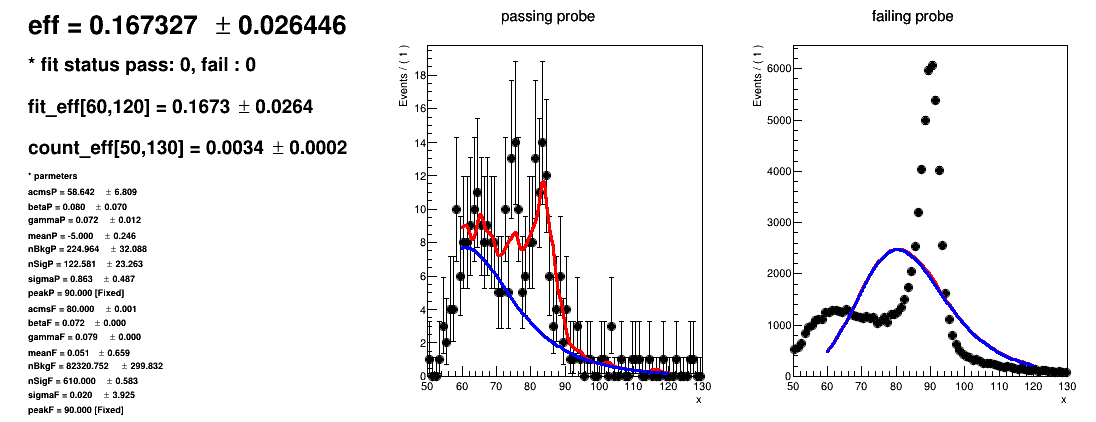 eff = 0.167327 ± 0.026446
* fit status pass: 0, fail : 0
fit_eff[60,120] = 0.1673 ± 0.0264
count_eff[50,130] = 0.0034 ± 0.0002
* parmeters
acmsP = 58.642 ± 6.809
betaP = 0.080 ± 0.070
gammaP = 0.072 ± 0.012
meanP = -5.000 ± 0.246
nBkgP = 224.964 ± 32.088
nSigP = 122.581 ± 23.263
sigmaP = 0.863 ± 0.487
peakP = 90.000 [Fixed]
acmsF = 80.000 ± 0.001
betaF = 0.072 ± 0.000
gammaF = 0.079 ± 0.000
meanF = 0.051 ± 0.659
nBkgF = 82320.752 ± 299.832
nSigF = 610.000 ± 0.583
sigmaF = 0.020 ± 3.925
peakF = 90.000 [Fixed]
passing probe
Events / ( 1 )
18
16
14
12
10
8
6
4
2
0
50 60 70 80 90 100 110 120 130
x
failing probe
Events / ( 1 )
6000
5000
4000
3000
2000
1000
0
50 60 70 80 90 100 110 120 130
x